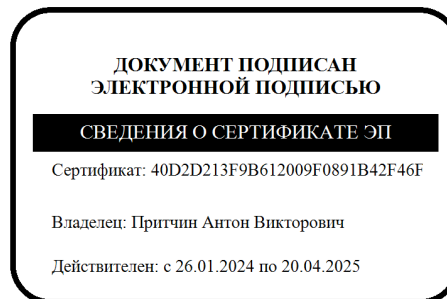 ДОКУМЕНТ ПОДПИСАН
ЭЛЕКТРОННОЙ ПОДПИСЬЮ
СВЕДЕНИЯ О СЕРТИФИКАТЕ ЭП
Сертификат: 40D2D213F9B612009F0891B42F46F
Владелец: Притчин Антон Викторович
Действителен: с 26.01.2024 по 20.04.2025